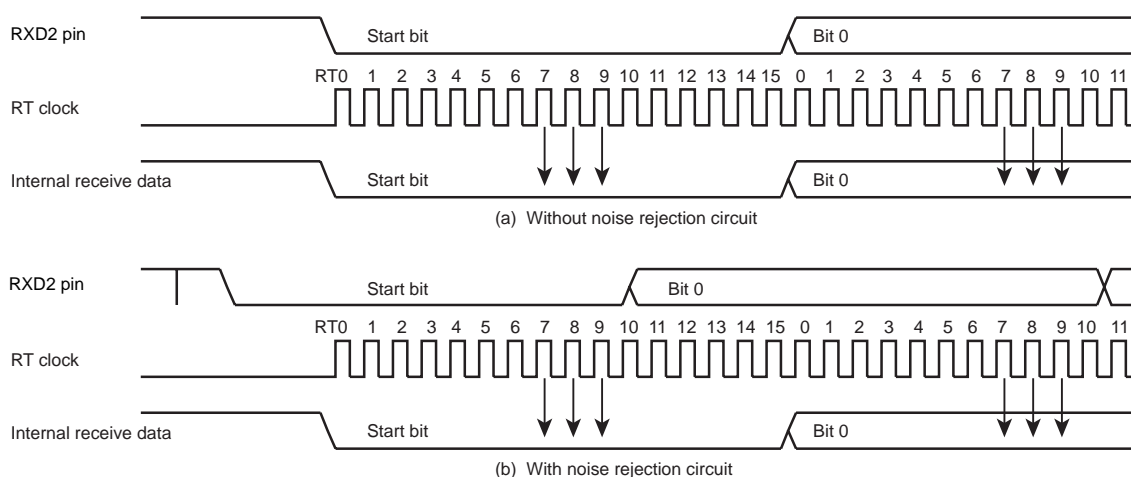 RXD2 pin
Start bit
Bit 0
RT0 1 2 3 4 5 6 7 8 9 10 11 12 13 14 15 0 1 2 3 4 5 6 7 8 9 10 11
RT clock
Internal receive data
Start bit
Bit 0
(a) Without noise rejection circuit
RXD2 pin
Start bit
Bit 0
RT0 1 2 3 4 5 6 7 8 9 10 11 12 13 14 15 0 1 2 3 4 5 6 7 8 9 10 11
RT clock
Internal receive data
Start bit
Bit 0
(b) With noise rejection circuit